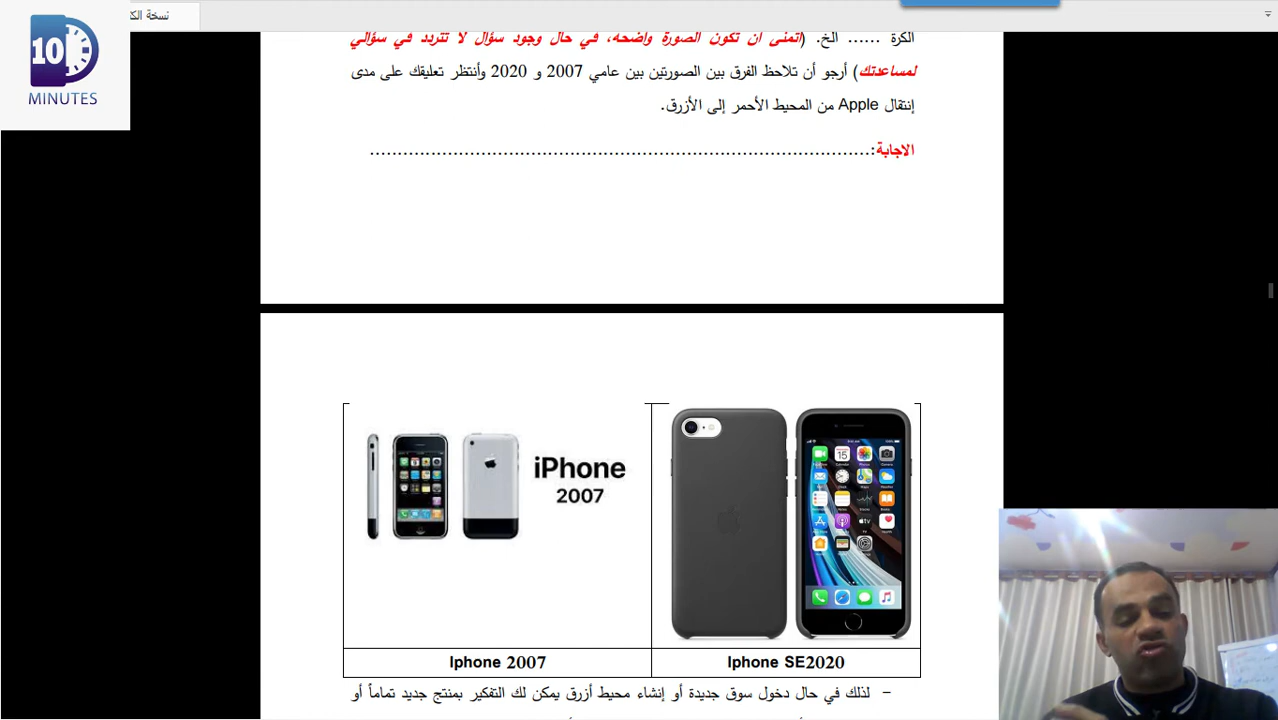 نسخة الك
10
MINUTES
الكرة ...... الخ. (أتمنى أن تكون الصورة واضحه، في حال وجود سؤال لا تتردد في سؤالي
لمساعدتك) أرجو أن تلاحظ الفرق بين الصورتين بين عامي 2007 و 2020 وأنتظر تعليقك على مدى
إنتقال Apple من المحيط الأحمر إلى الأزرق.
الاجابة:...........................................................................................
iPhone
2007
Iphone 2007
Iphone SE2020
- لذلك في حال دخول سوق جديدة أو إنشاء محيط أزرق يمكن لك التفكير بمنتج جديد تماماً أو